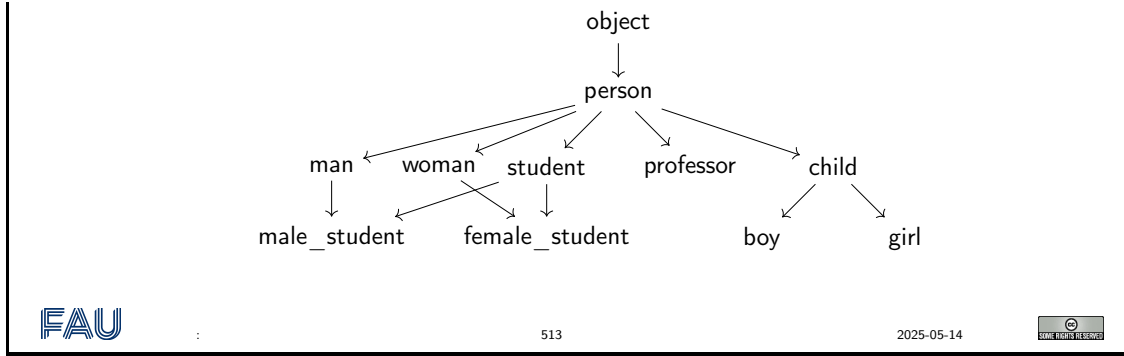 object
person
man woman student professor child
male_student female_student boy girl
FAU : 513 2025-05-14 cc
SOME RIGHTS RESERVED